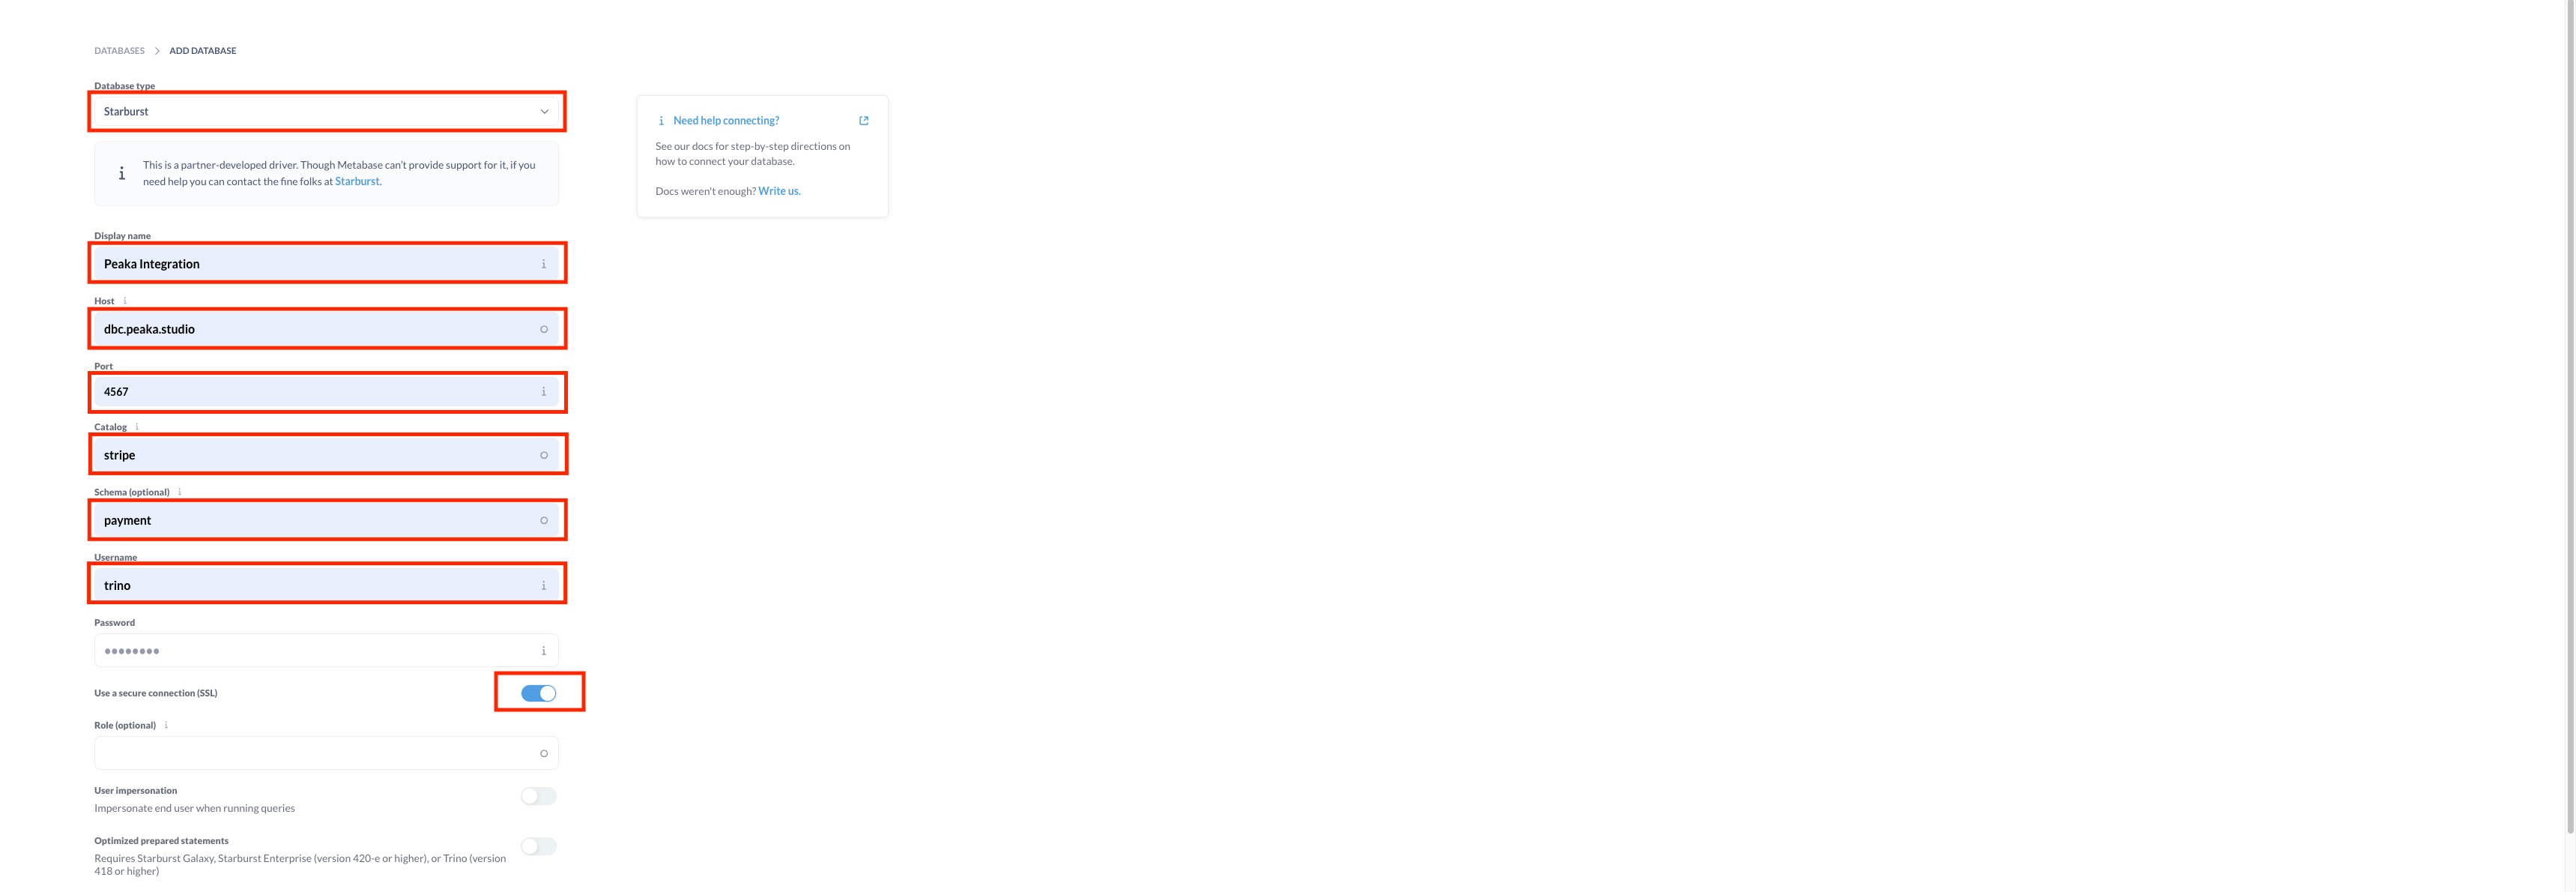 DATABASES > ADD DATABASE
Database type
Starburst
This is a partner-developed driver. Though Metabase can't provide support for it, if you
need help you can contact the fine folks at Starburst.
Need help connecting?
See our docs for step-by-step directions on
how to connect your database.
Docs weren't enough? Write us.
Display name
Peaka Integration
Host
dbc.peaka.studio
Port
4567
Catalog
stripe
Schema (optional)
payment
Username
trino
Password
••••••••
Use a secure connection (SSL)
Role (optional)
User impersonation
Impersonate end user when running queries
Optimized prepared statements
Requires Starburst Galaxy, Starburst Enterprise (version 420-e or higher), or Trino (version
418 or higher)